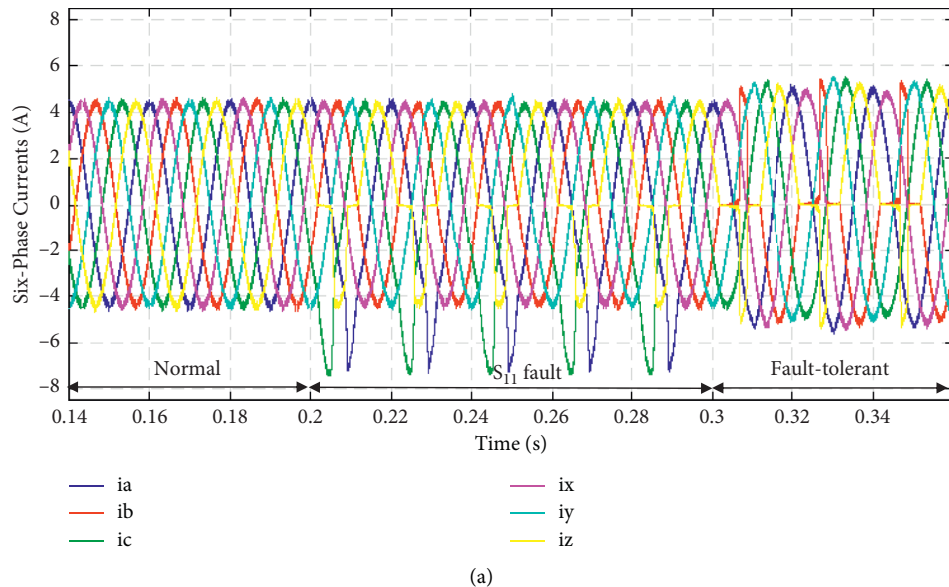 8
6
4
2
0
−2
−4
−6
−8
Six-Phase Currents (A)
Normal
S11 fault
Fault-tolerant
0.14 0.16 0.18 0.2 0.22 0.24 0.26 0.28 0.3 0.32 0.34
Time (s)
ia ix
ib iy
ic iz
(a)